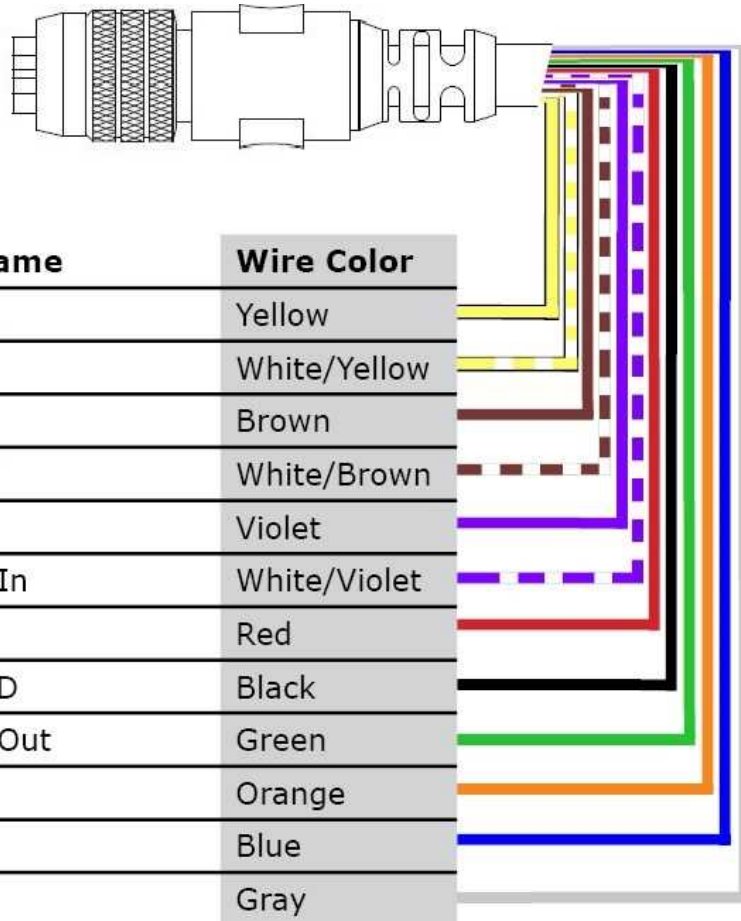 ame Wire Color
Yellow
White/Yellow
Brown
White/Brown
Violet
In White/Violet
Red
D Black
Out Green
Orange
Blue
Gray